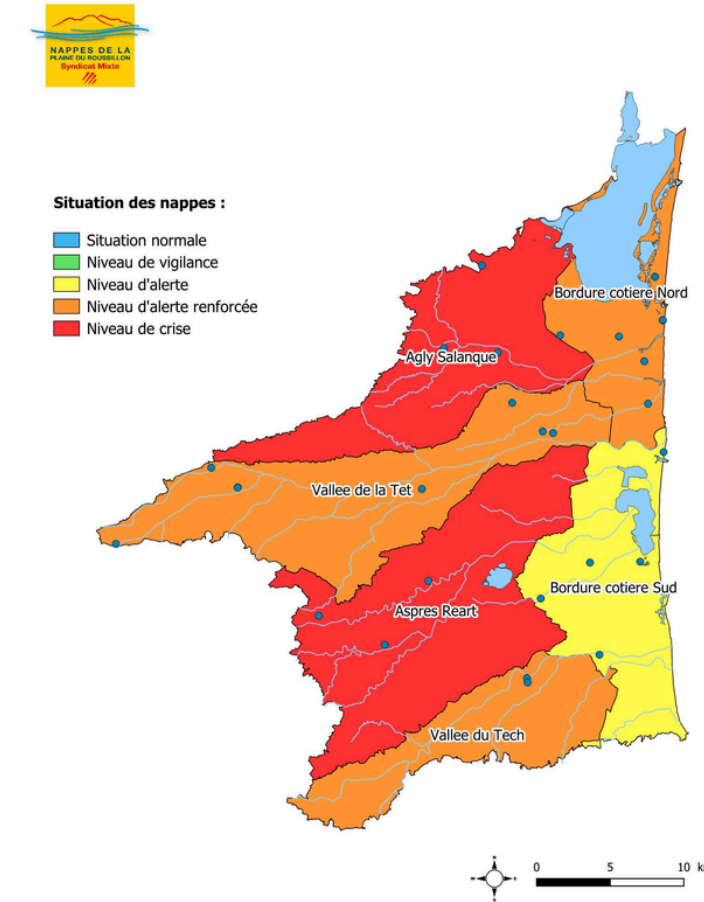 NAPPES DE LA
PLAINE DU ROUSSILLON
Syndicat Mixte
Situation des nappes :
Situation normale
Niveau de vigilance
Niveau d'alerte
Niveau d'alerte renforcée
Niveau de crise
Bordure cotiere Nord
Agly Salanque
Vallee de la Tet
Bordure cotiere Sud
Aspres Reart
Vallee du Tech
0 5 10 k